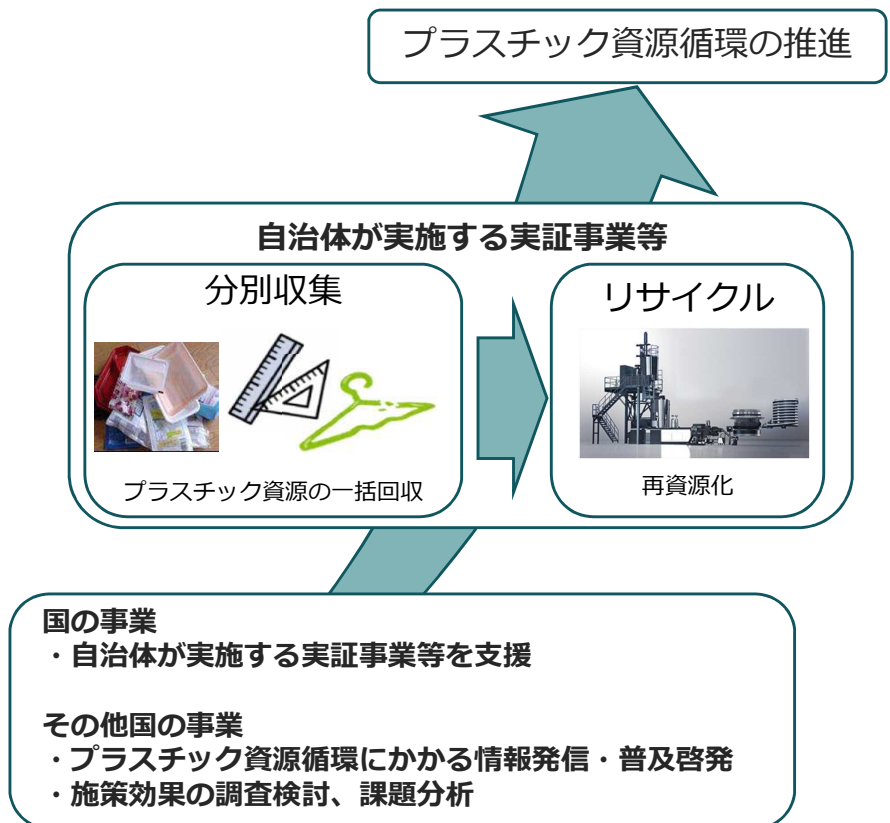 プラスチック資源循環の推進
自治体が実施する実証事業等
分別収集
プラスチック資源の一括回収
リサイクル
再資源化
国の事業
・自治体が実施する実証事業等を支援
その他国の事業
・プラスチック資源循環にかかる情報発信・普及啓発
・施策効果の調査検討、課題分析